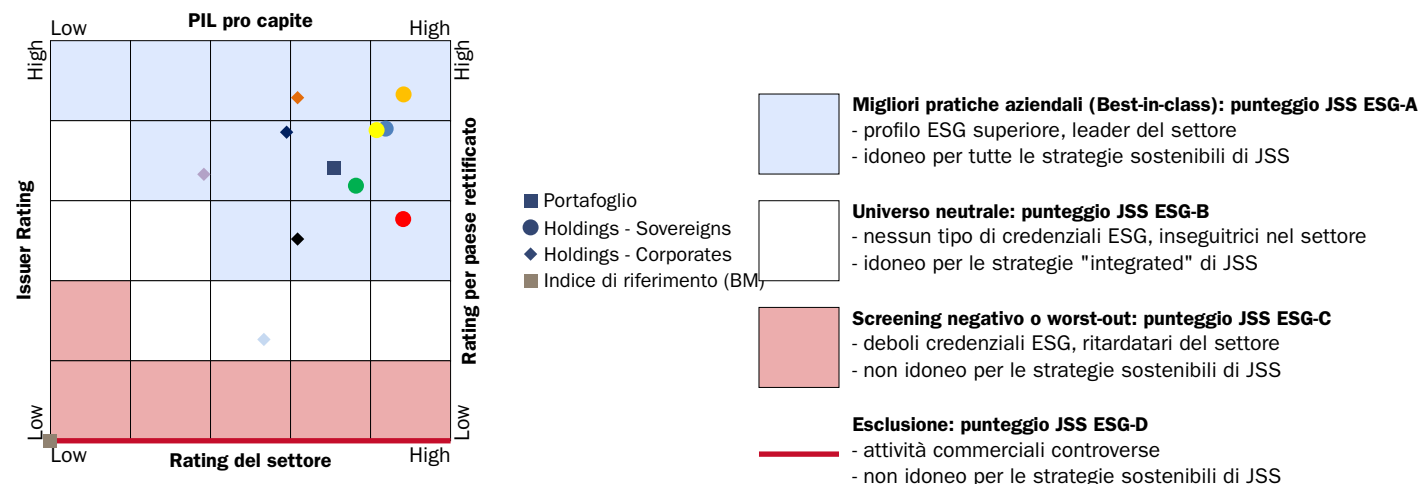 PIL pro capite
Low
High
High
High
Issuer Rating
Rating per paese rettificato
Low
Low
Low
High
Rating del settore
Portafoglio
Holdings - Sovereigns
Holdings - Corporates
Indice di riferimento (BM)
Migliori pratiche aziendali (Best-in-class): punteggio JSS ESG-A
- profilo ESG superiore, leader del settore
- idoneo per tutte le strategie sostenibili di JSS
Universo neutrale: punteggio JSS ESG-B
- nessun tipo di credenziali ESG, inseguitrici nel settore
- idoneo per le strategie "integrated" di JSS
Screening negativo o worst-out: punteggio JSS ESG-C
- deboli credenziali ESG, ritardatari del settore
- non idoneo per le strategie sostenibili di JSS
Esclusione: punteggio JSS ESG-D
- attività commerciali controverse
- non idoneo per le strategie sostenibili di JSS